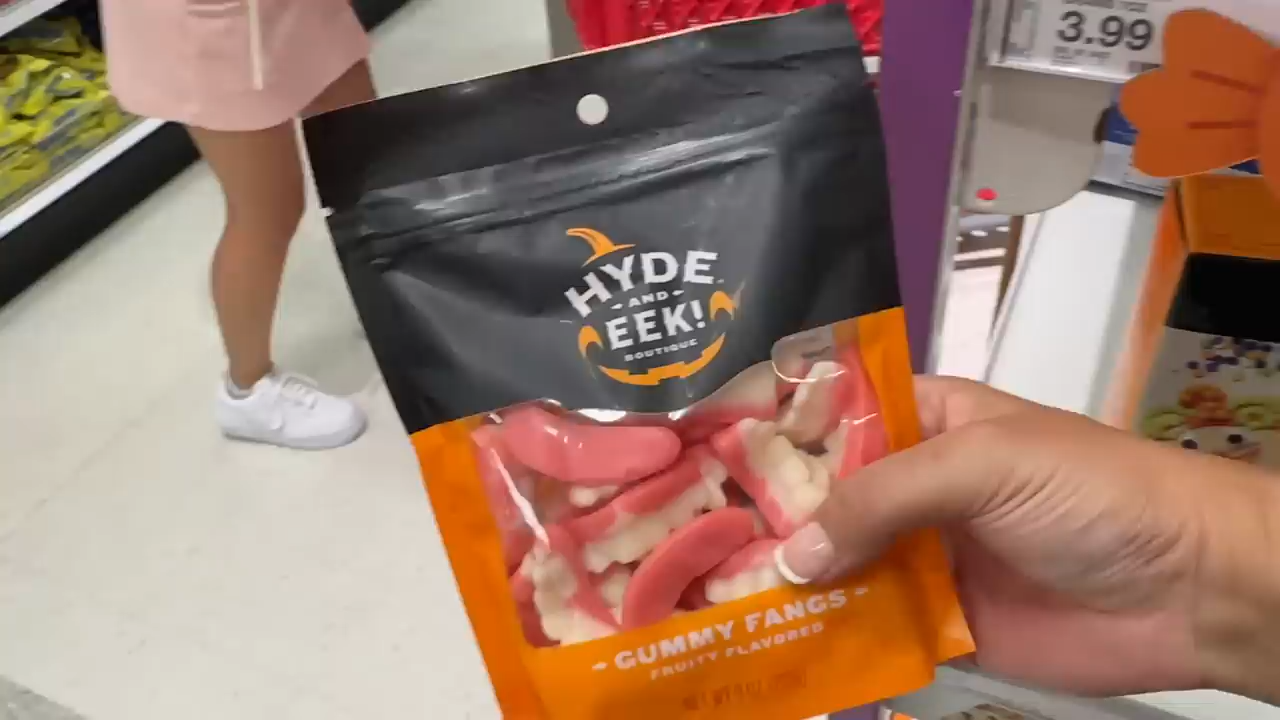 3.99
HYDE
AND
EEK!
BOUTIQUE
GUMMY FANGS
FRUITY FLAVORED